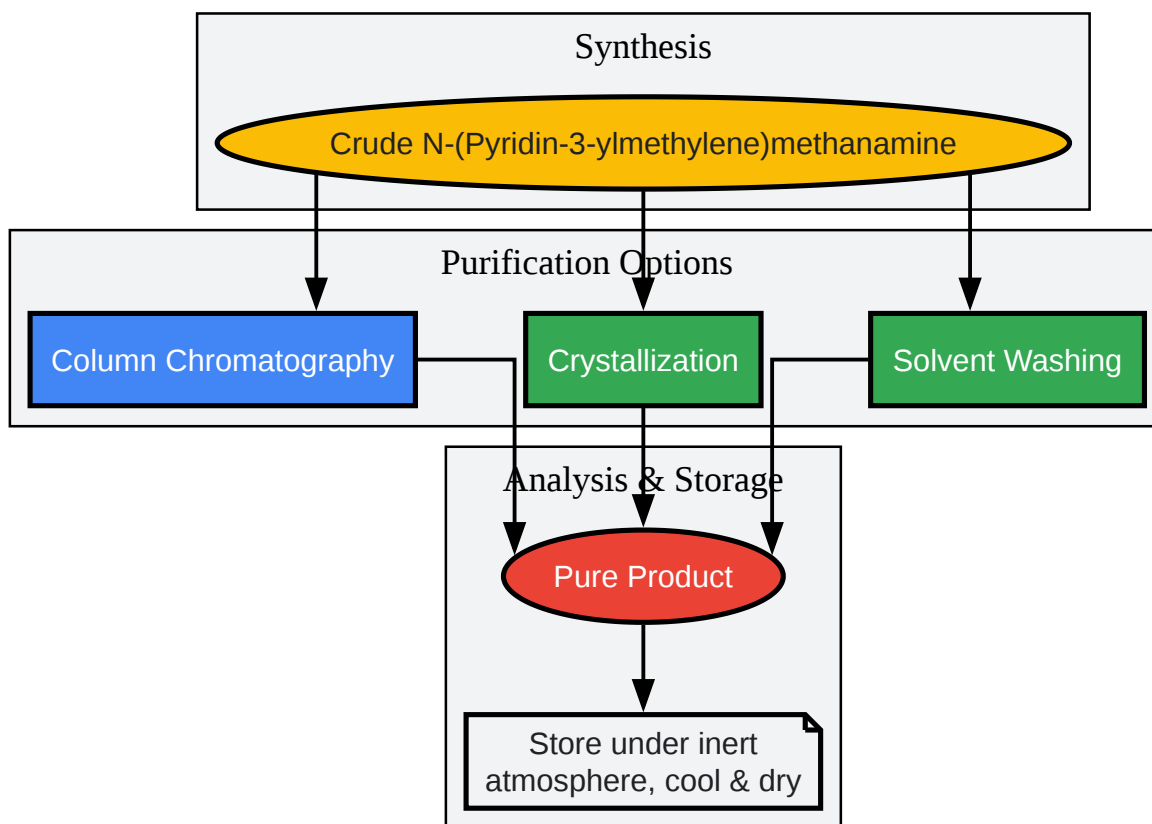 Synthesis
Crude N-(Pyridin-3-ylmethylene)methanamine
Purification Options
Column Chromatography
Crystallization
Solvent Washing
Analysis & Storage
Pure Product
Store under inert
atmosphere, cool & dry